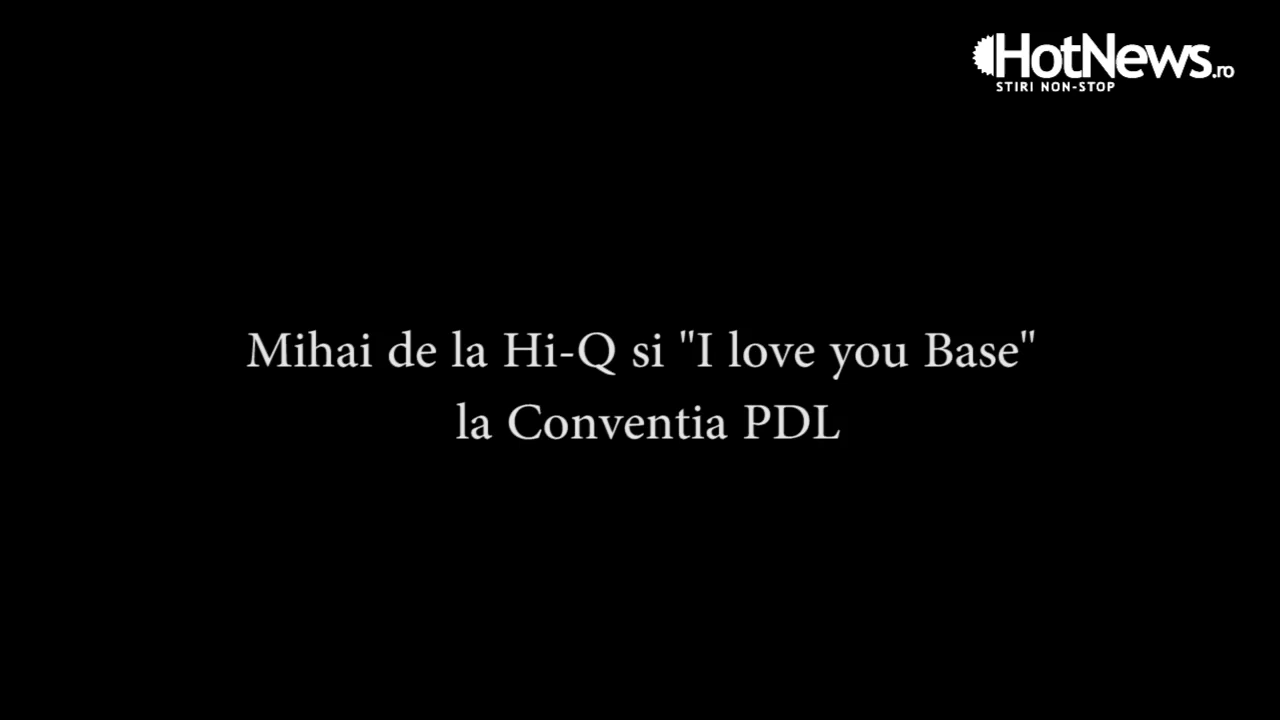 HotNews.ro
STIRI NON-STOP
Mihai de la Hi-Q si "I love you Base"
la Conventia PDL